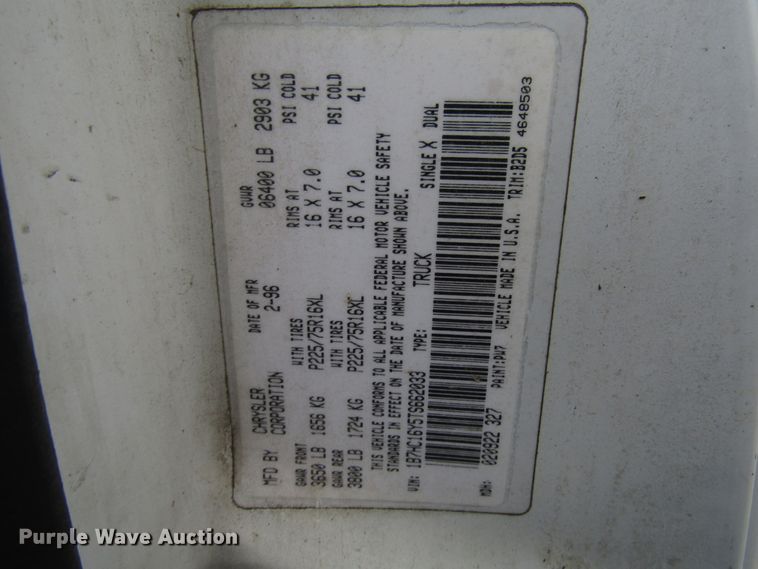 MFD BY CHRYSLER CORPORATION DATE OF MFR 2-96 GVWR 06400 LB 2903 KG
GAWR FRONT WITH TIRES RIMS AT PSI COLD
3650 LB 1656 KG P225/75R16XL 16 X 7.0 41
GAWR REAR WITH TIRES RIMS AT PSI COLD
3800 LB 1724 KG P225/75R16XL 16 X 7.0 41
THIS VEHICLE CONFORMS TO ALL APPLICABLE FEDERAL MOTOR VEHICLE SAFETY
STANDARDS IN EFFECT ON THE DATE OF MANUFACTURE SHOWN ABOVE.
VIN: 1B7HC16Y5TS662033 TYPE: TRUCK SINGLE X DUAL
MDH: 020922 327 PAINT:PW7 VEHICLE MADE IN U.S.A. TRIM:B2D5
4648503
Purple Wave Auction